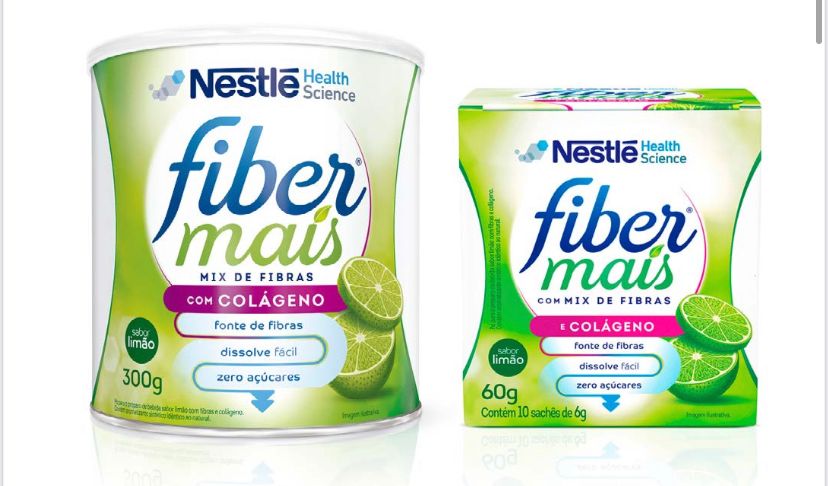 Nestlé Health Science
fiber®
mais
MIX DE FIBRAS
COM COLÁGENO
fonte de fibras
dissolve fácil
zero açúcares
sabor
limão
300g
Imagem ilustrativa.
fiber
Nestlé Health Science
fiber®
mais
COM MIX DE FIBRAS
E COLÁGENO
fonte de fibras
dissolve fácil
zero açúcares
sabor
limão
60g
Contém 10 sachês de 6g
Imagem ilustrativa.